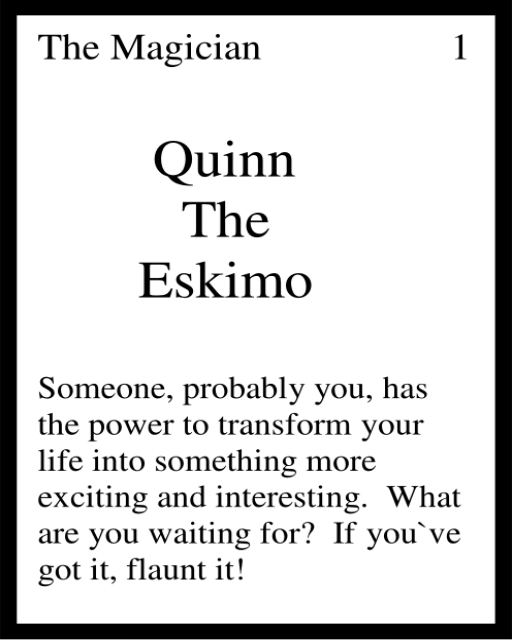 The Magician 1
Quinn
The
Eskimo
Someone, probably you, has
the power to transform your
life into something more
exciting and interesting.  What
are you waiting for?  If you`ve
got it, flaunt it!